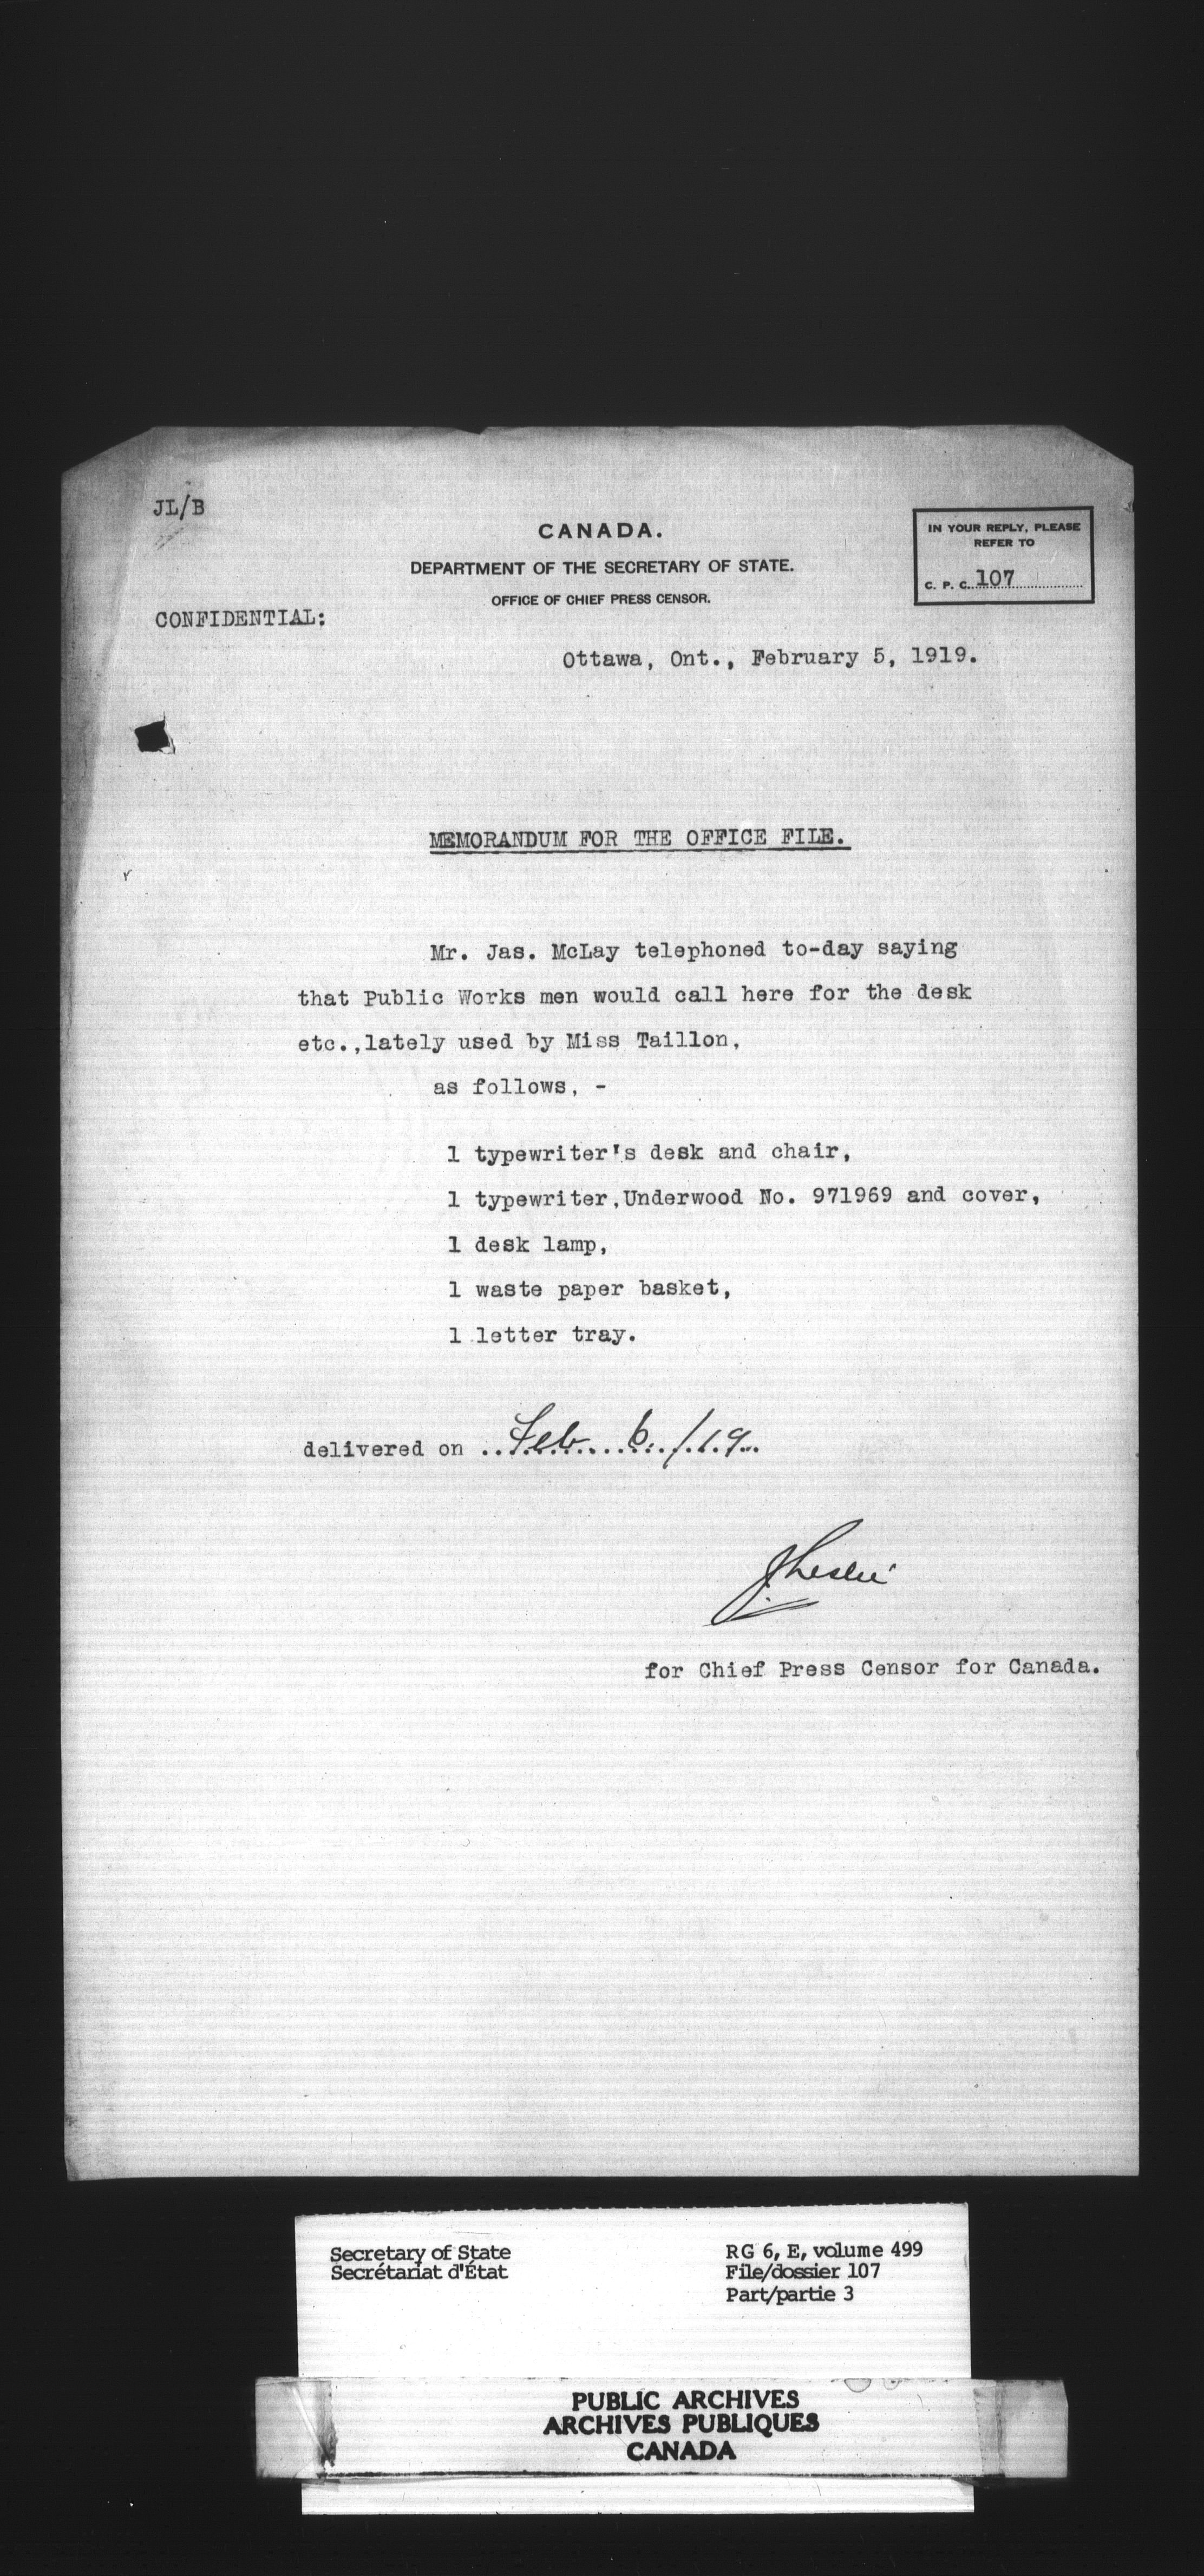 JL/B
CANADA.
DEPARTMENT OF THE SECRETARY OF STATE.
OFFICE OF CHIEF PRESS CENSOR.
IN YOUR REPLY, PLEASE
REFER TO
C. P. C. 107
CONFIDENTIAL:
Ottawa, Ont., February 5, 1919.
MEMORANDUM FOR THE OFFICE FILE.
Mr. Jas. McLay telephoned to-day saying
that Public Works men would call here for the desk
etc.,lately used by Miss Taillon,
as follows, -
1 typewriter's desk and chair,
1 typewriter,Underwood No. 971969 and cover,
1 desk lamp,
1 waste paper basket,
1 letter tray.
delivered on ..Feb 6/19..
J. Leslie
for Chief Press Censor for Canada.
Secretary of State
Secrétariat d'État
RG 6, E, volume 499
File/dossier 107
Part/partie 3
PUBLIC ARCHIVES
ARCHIVES PUBLIQUES
CANADA